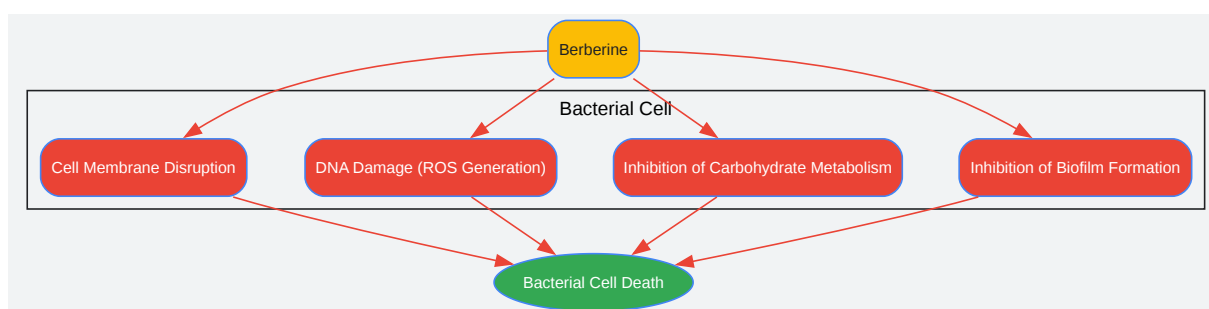 Berberine
Bacterial Cell
Cell Membrane Disruption
DNA Damage (ROS Generation)
Inhibition of Carbohydrate Metabolism
Inhibition of Biofilm Formation
Bacterial Cell Death